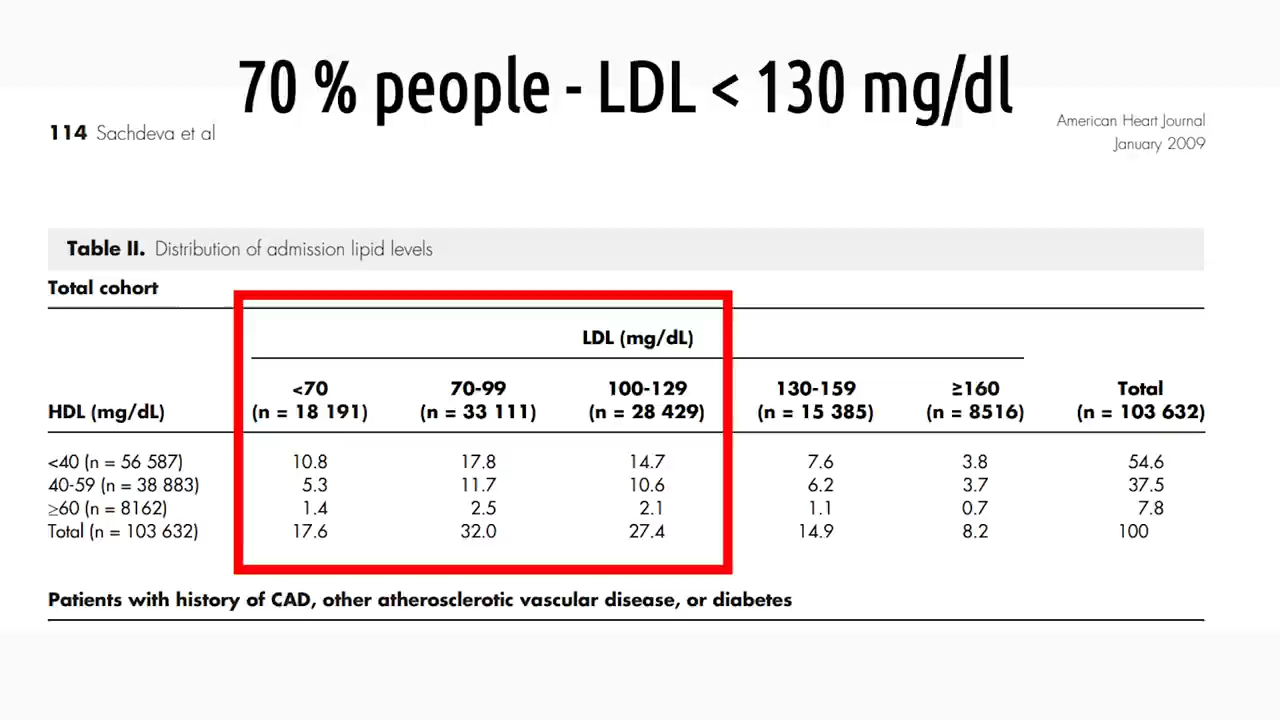 70 % people - LDL < 130 mg/dl
114 Sachdeva et al
American Heart Journal
January 2009
Table II. Distribution of admission lipid levels
Total cohort
LDL (mg/dL)
<70 70-99 100-129 130-159 ≥160 Total
HDL (mg/dL) (n = 18 191) (n = 33 111) (n = 28 429) (n = 15 385) (n = 8516) (n = 103 632)
<40 (n = 56 587) 10.8 17.8 14.7 7.6 3.8 54.6
40-59 (n = 38 883) 5.3 11.7 10.6 6.2 3.7 37.5
≥60 (n = 8162) 1.4 2.5 2.1 1.1 0.7 7.8
Total (n = 103 632) 17.6 32.0 27.4 14.9 8.2 100
Patients with history of CAD, other atherosclerotic vascular disease, or diabetes